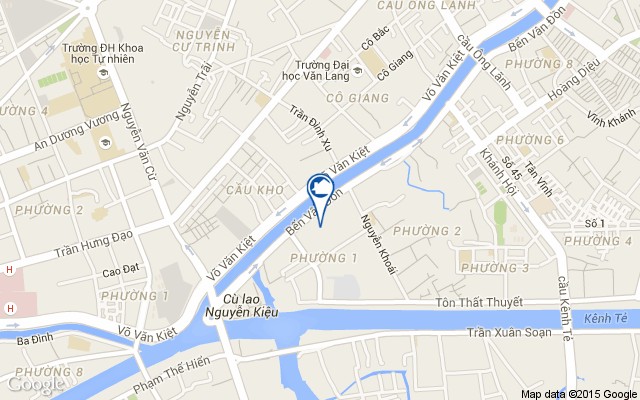 CẦU ÔNG LÃNH
Bến Vân Đồn
NGUYỄN
CƯ TRINH
Cô Bắc
cầu Ông Lãnh
Trường ĐH Khoa
học Tự nhiên
Nguyễn Trãi
Trường Đại
học Văn Lang
Cô Giang
Võ Văn Kiệt
PHƯỜNG 8
Hoàng Diệu
CÔ GIANG
PHƯỜNG 4
Nguyễn Văn Cừ
Trần Đình Xu
Vĩnh Khánh
An Dương Vương
PHƯỜNG 6
Khánh Hội
Số 45
Tân Vĩnh
Văn Kiệt
CẦU KHO
PHƯỜNG 2
Bến Vân Đồn
Nguyễn Khoái
PHƯỜNG 2
Số 1
PHƯỜNG 4
Trần Hưng Đạo
Võ Văn Kiệt
H
Cao Đạt
PHƯỜNG 1
PHƯỜNG 3
PHƯỜNG 1
Cù lao
Nguyễn Kiệu
Tôn Thất Thuyết
cầu Kênh Tẻ
H
Võ Văn Kiệt
Ba Đình
Trần Xuân Soạn
Kênh Tẻ
PHƯỜNG 8
Phạm Thế Hiển
Google
Map data ©2015 Google